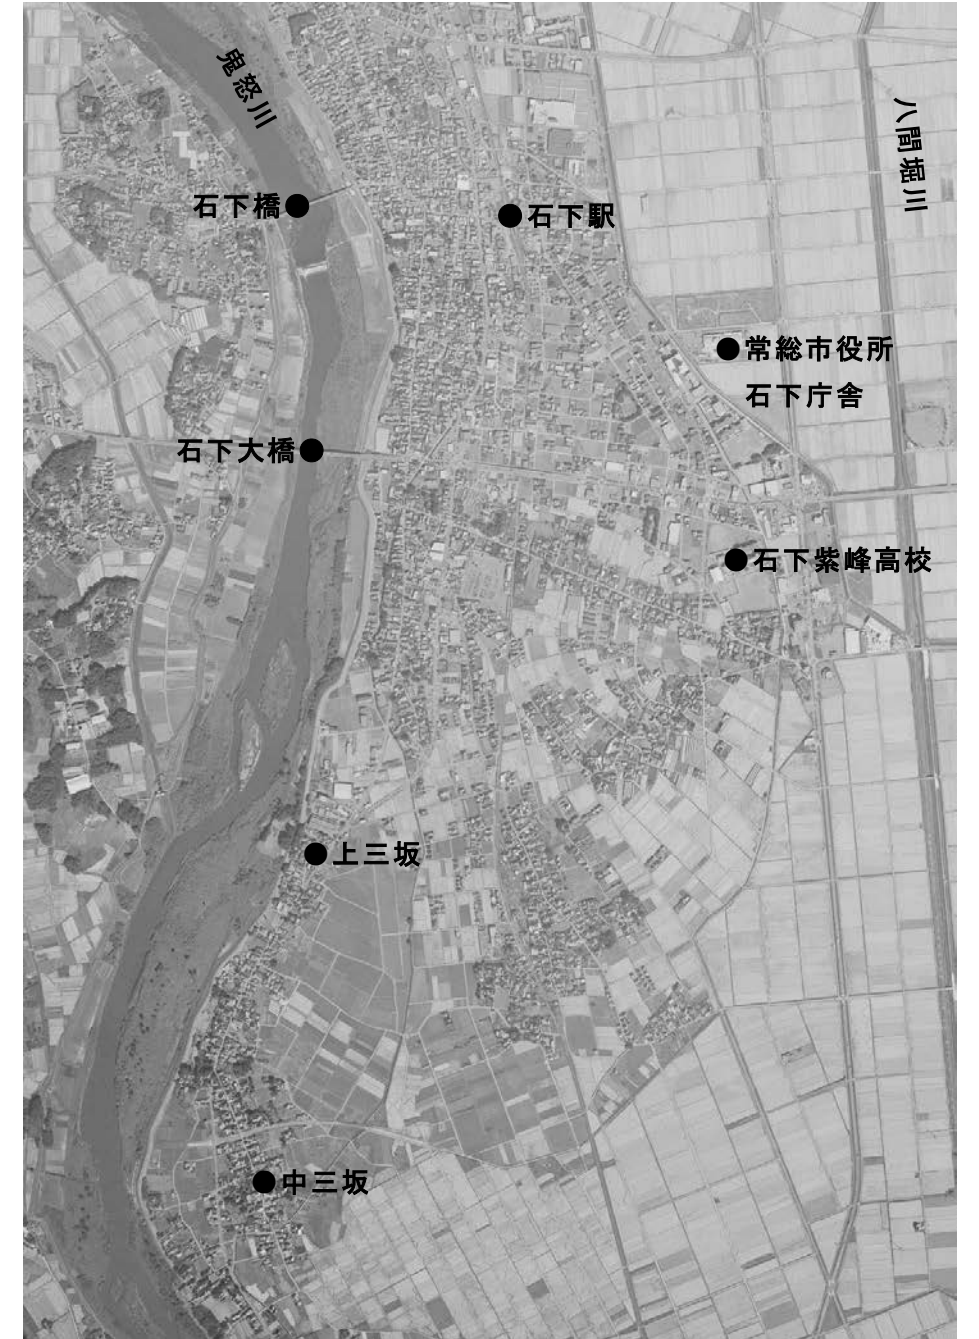 鬼怒川
八間堀川
石下橋
石下駅
常総市役所
石下庁舎
石下大橋
石下紫峰高校
上三坂
中三坂